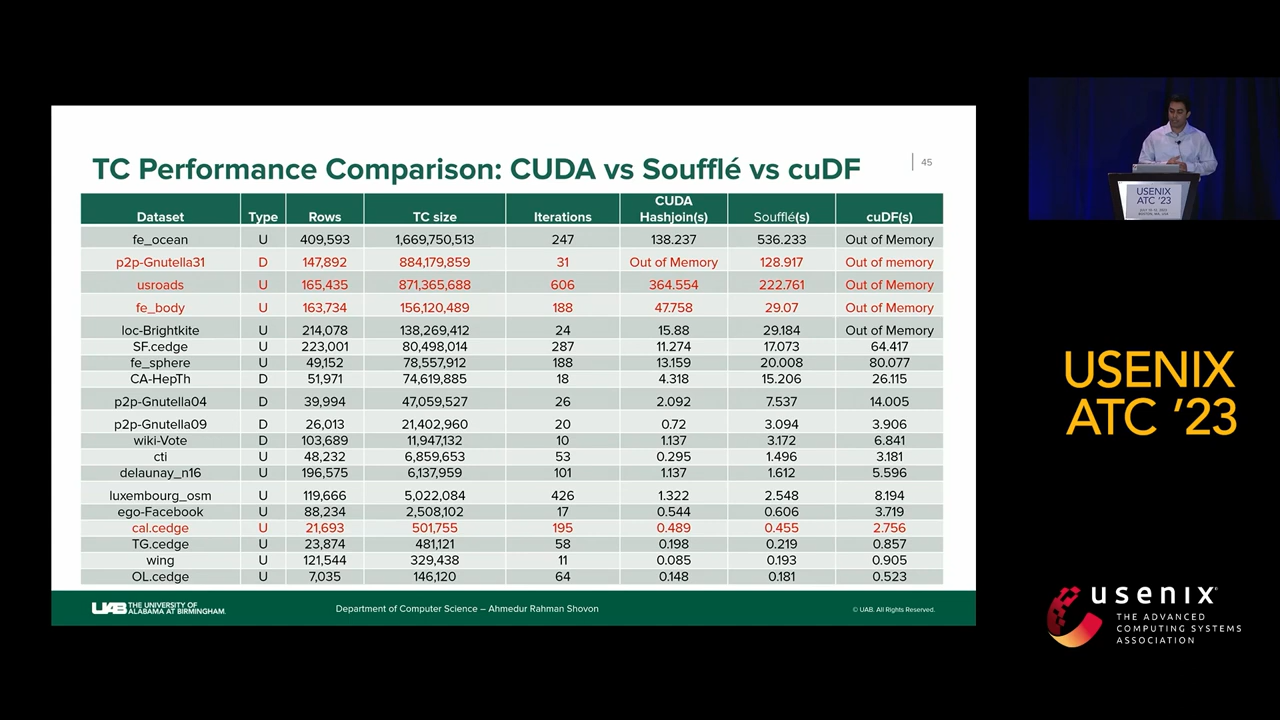 TC Performance Comparison: CUDA vs Soufflé vs cuDF
45
Dataset Type Rows TC size Iterations CUDA Hashjoin(s) Soufflé(s) cuDF(s)
fe_ocean U 409,593 1,669,750,513 247 138.237 536.233 Out of Memory
p2p-Gnutella31 D 147,892 884,179,859 31 Out of Memory 128.917 Out of memory
usroads U 165,435 871,365,688 606 364.554 222.761 Out of Memory
fe_body U 163,734 156,120,489 188 47.758 29.07 Out of Memory
loc-Brightkite U 214,078 138,269,412 24 15.88 29.184 Out of Memory
SF.cedge U 223,001 80,498,014 287 11.274 17.073 64.417
fe_sphere U 49,152 78,557,912 188 13.159 20.008 80.077
CA-HepTh D 51,971 74,619,885 18 4.318 15.206 26.115
p2p-Gnutella04 D 39,994 47,059,527 26 2.092 7.537 14.005
p2p-Gnutella09 D 26,013 21,402,960 20 0.72 3.094 3.906
wiki-Vote D 103,689 11,947,132 10 1.137 3.172 6.841
cti U 48,232 6,859,653 53 0.295 1.496 3.181
delaunay_n16 U 196,575 6,137,959 101 1.137 1.612 5.596
luxembourg_osm U 119,666 5,022,084 426 1.322 2.548 8.194
ego-Facebook U 88,234 2,508,102 17 0.544 0.606 3.719
cal.cedge U 21,693 501,755 195 0.489 0.455 2.756
TG.cedge U 23,874 481,121 58 0.198 0.219 0.857
wing U 121,544 329,438 11 0.085 0.193 0.905
OL.cedge U 7,035 146,120 64 0.148 0.181 0.523
UAB THE UNIVERSITY OF
ALABAMA AT BIRMINGHAM.
Department of Computer Science – Ahmedur Rahman Shovon
© UAB. All Rights Reserved.
USENIX
ATC '23
USENIX
ATC '23
usenix
THE ADVANCED
COMPUTING SYSTEMS
ASSOCIATION